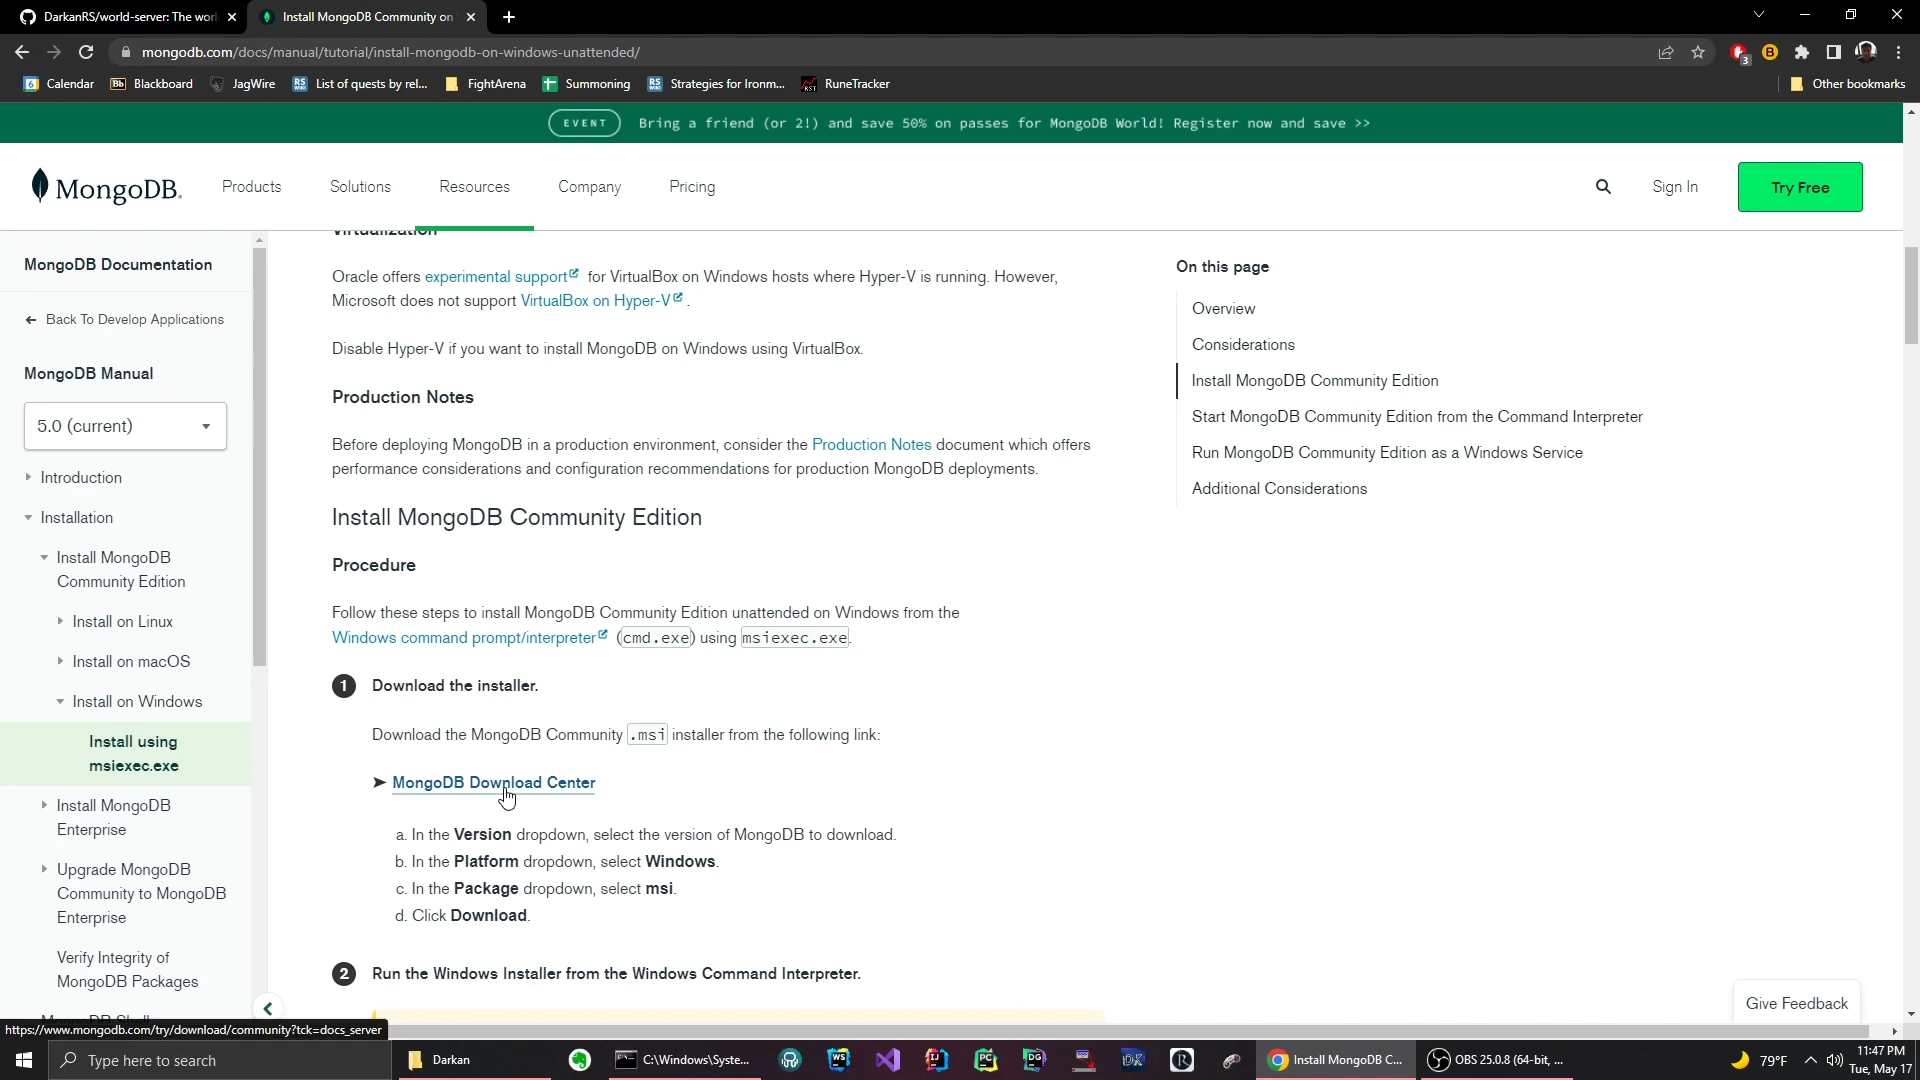 DarkanRS/world-server: The worl
Install MongoDB Community on
mongodb.com/docs/manual/tutorial/install-mongodb-on-windows-unattended/
3
Calendar
Blackboard
JagWire
List of quests by rel...
FightArena
Summoning
Strategies for Ironm...
RuneTracker
Other bookmarks
EVENT Bring a friend (or 2!) and save 50% on passes for MongoDB World! Register now and save >>
MongoDB.
Products
Solutions
Resources
Company
Pricing
Sign In
Try Free
MongoDB Documentation
Back To Develop Applications
MongoDB Manual
5.0 (current)
Introduction
Installation
Install MongoDB
Community Edition
Install on Linux
Install on macOS
Install on Windows
Install using
msiexec.exe
Install MongoDB
Enterprise
Upgrade MongoDB
Community to MongoDB
Enterprise
Verify Integrity of
MongoDB Packages
MongoDB Shell
Virtualization
Oracle offers experimental support for VirtualBox on Windows hosts where Hyper-V is running. However,
Microsoft does not support VirtualBox on Hyper-V .
Disable Hyper-V if you want to install MongoDB on Windows using VirtualBox.
Production Notes
Before deploying MongoDB in a production environment, consider the Production Notes document which offers
performance considerations and configuration recommendations for production MongoDB deployments.
Install MongoDB Community Edition
Procedure
Follow these steps to install MongoDB Community Edition unattended on Windows from the
Windows command prompt/interpreter (cmd.exe) using msiexec.exe.
1 Download the installer.
Download the MongoDB Community .msi installer from the following link:
➤ MongoDB Download Center
a. In the Version dropdown, select the version of MongoDB to download.
b. In the Platform dropdown, select Windows.
c. In the Package dropdown, select msi.
d. Click Download.
2 Run the Windows Installer from the Windows Command Interpreter.
On this page
Overview
Considerations
Install MongoDB Community Edition
Start MongoDB Community Edition from the Command Interpreter
Run MongoDB Community Edition as a Windows Service
Additional Considerations
Give Feedback
https://www.mongodb.com/try/download/community?tck=docs_server
Type here to search
Darkan
C:\Windows\Syste...
Install MongoDB C...
OBS 25.0.8 (64-bit, ...
79°F
11:47 PM
Tue, May 17